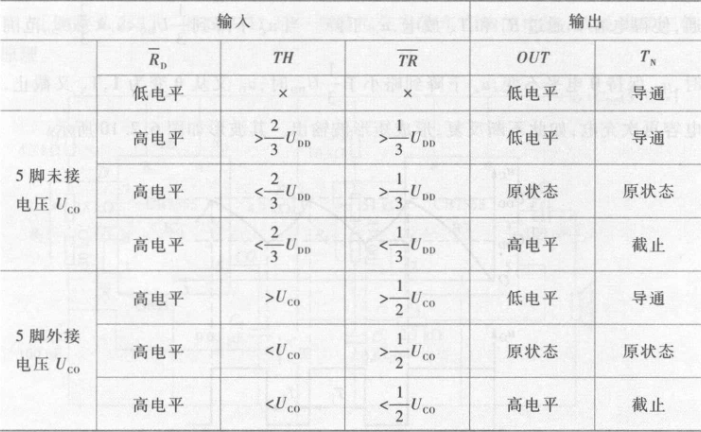 输入 输出
$\overline{R}_{D}$ $TH$ $\overline{TR}$ $OUT$ $T_{N}$
低电平 × × 低电平 导通
5 脚未接电压 $U_{CO}$ 高电平 $>\frac{2}{3}U_{DD}$ $>\frac{1}{3}U_{DD}$ 低电平 导通
高电平 $<\frac{2}{3}U_{DD}$ $>\frac{1}{3}U_{DD}$ 原状态 原状态
高电平 $<\frac{2}{3}U_{DD}$ $<\frac{1}{3}U_{DD}$ 高电平 截止
5 脚外接电压 $U_{CO}$ 高电平 $>U_{CO}$ $>\frac{1}{2}U_{CO}$ 低电平 导通
高电平 $<U_{CO}$ $>\frac{1}{2}U_{CO}$ 原状态 原状态
高电平 $<U_{CO}$ $<\frac{1}{2}U_{CO}$ 高电平 截止